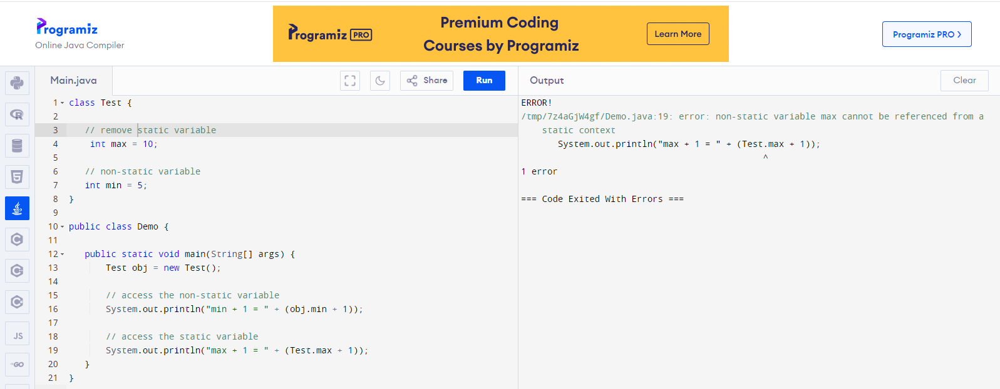 Programiz
Online Java Compiler
Programiz PRO
Premium Coding
Courses by Programiz
Learn More
Programiz PRO >
Main.java
Share
Run
Output
Clear
1 class Test {
2
3 // remove static variable
4 int max = 10;
5
6 // non-static variable
7 int min = 5;
8 }
9
10 public class Demo {
11
12 public static void main(String[] args) {
13 Test obj = new Test();
14
15 // access the non-static variable
16 System.out.println("min + 1 = " + (obj.min + 1));
17
18 // access the static variable
19 System.out.println("max + 1 = " + (Test.max + 1));
20 }
21 }
ERROR!
/tmp/7z4aGjW4gf/Demo.java:19: error: non-static variable max cannot be referenced from a
static context
System.out.println("max + 1 = " + (Test.max + 1));
^
1 error
=== Code Exited With Errors ===
R
5
C
C
C
JS
GO